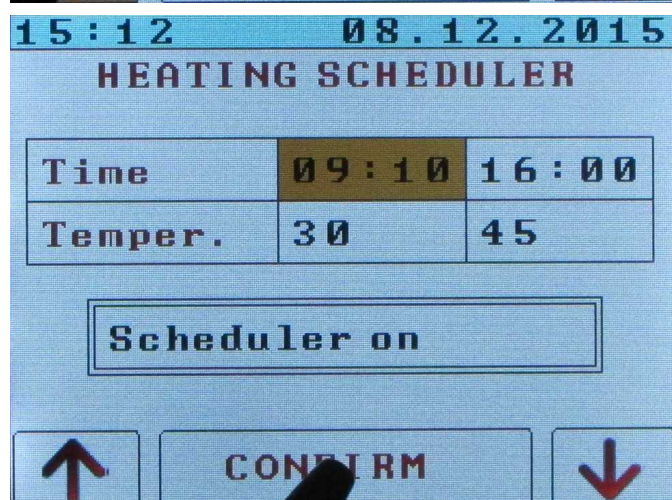 15:12 08.12.2015
HEATING SCHEDULER
Time 09:10 16:00
Temper. 30 45
Scheduler on
CONFIRM